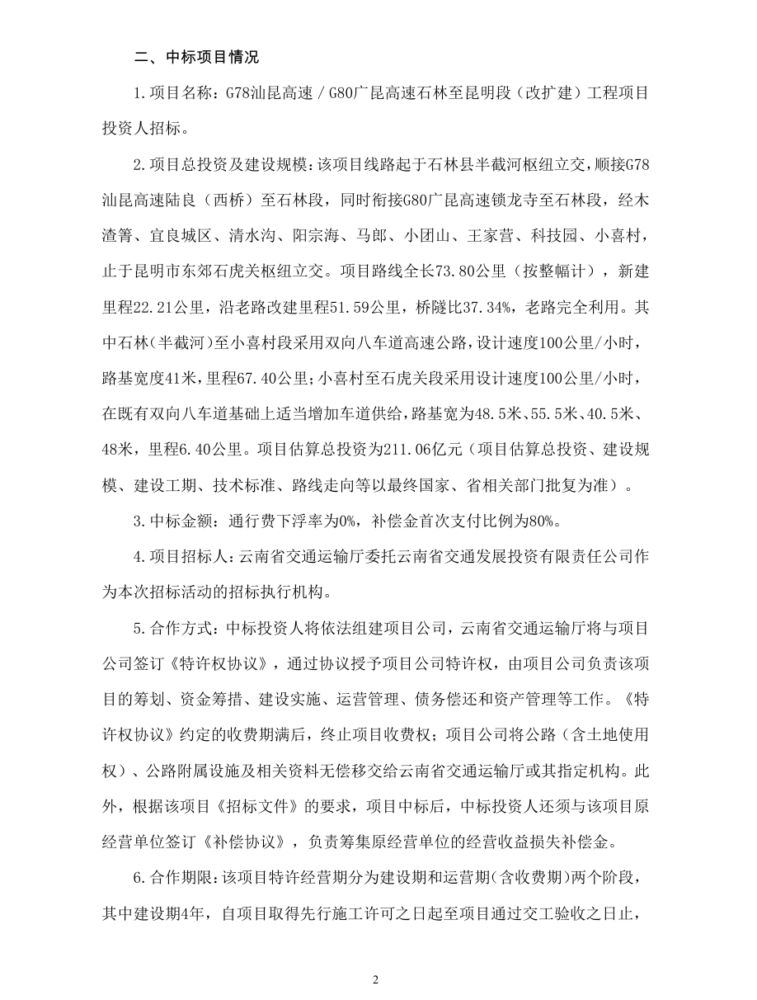 二、中标项目情况
1.项目名称：G78汕昆高速／G80广昆高速石林至昆明段（改扩建）工程项目
投资人招标。
2.项目总投资及建设规模：该项目线路起于石林县半截河枢纽立交，顺接G78
汕昆高速陆良（西桥）至石林段，同时衔接G80广昆高速锁龙寺至石林段，经木
渣箐、宜良城区、清水沟、阳宗海、马郎、小团山、王家营、科技园、小喜村，
止于昆明市东郊石虎关枢纽立交。项目路线全长73.80公里（按整幅计），新建
里程22.21公里，沿老路改建里程51.59公里，桥隧比37.34%，老路完全利用。其
中石林（半截河）至小喜村段采用双向八车道高速公路，设计速度100公里/小时，
路基宽度41米，里程67.40公里；小喜村至石虎关段采用设计速度100公里/小时，
在既有双向八车道基础上适当增加车道供给，路基宽为48.5米、55.5米、40.5米、
48米，里程6.40公里。项目估算总投资为211.06亿元（项目估算总投资、建设规
模、建设工期、技术标准、路线走向等以最终国家、省相关部门批复为准）。
3.中标金额：通行费下浮率为0%，补偿金首次支付比例为80%。
4.项目招标人：云南省交通运输厅委托云南省交通发展投资有限责任公司作
为本次招标活动的招标执行机构。
5.合作方式：中标投资人将依法组建项目公司，云南省交通运输厅将与项目
公司签订《特许权协议》，通过协议授予项目公司特许权，由项目公司负责该项
目的筹划、资金筹措、建设实施、运营管理、债务偿还和资产管理等工作。《特
许权协议》约定的收费期满后，终止项目收费权；项目公司将公路（含土地使用
权）、公路附属设施及相关资料无偿移交给云南省交通运输厅或其指定机构。此
外，根据该项目《招标文件》的要求，项目中标后，中标投资人还须与该项目原
经营单位签订《补偿协议》，负责筹集原经营单位的经营收益损失补偿金。
6.合作期限：该项目特许经营期分为建设期和运营期（含收费期）两个阶段，
其中建设期4年，自项目取得先行施工许可之日起至项目通过交工验收之日止，
2